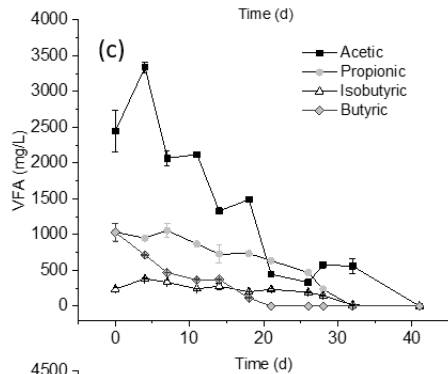 Time (d)
4000
(c)
Acetic
Propionic
Isobutyric
Butyric
3500
3000
2500
2000
1500
1000
500
0
VFA (mg/L)
0 10 20 30 40
Time (d)
4500